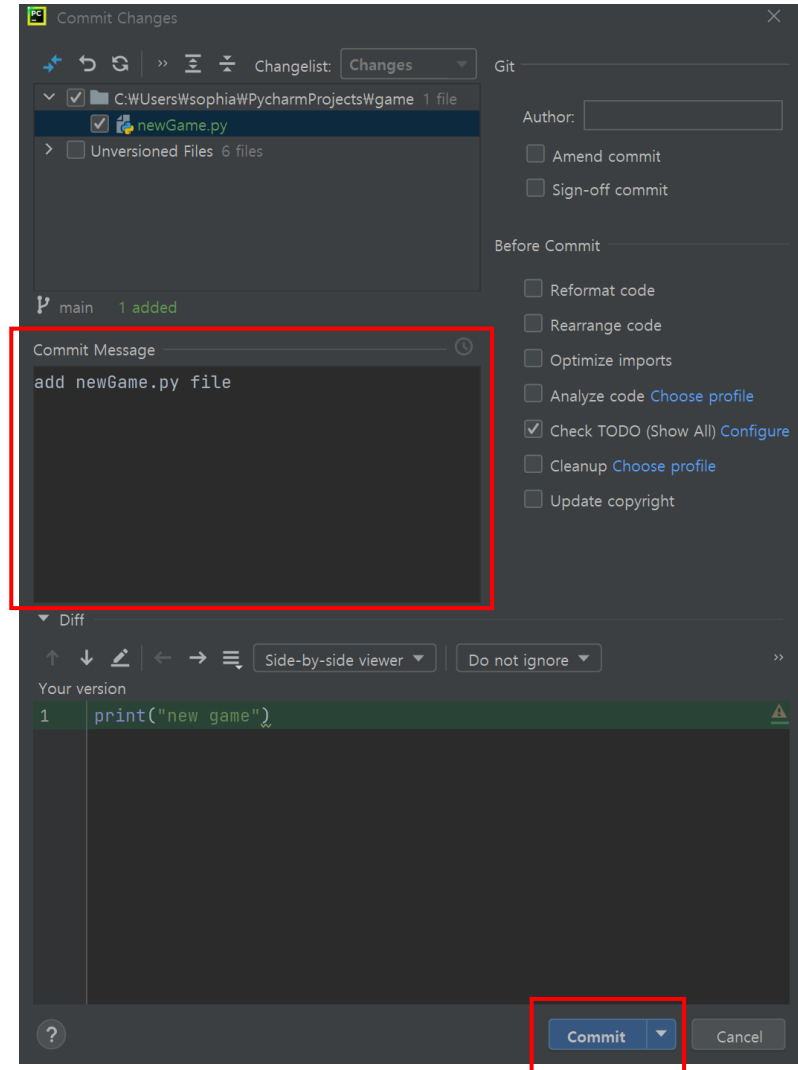 PC
Commit Changes
Changelist: Changes
C:₩Users₩sophia₩PycharmProjects₩game 1 file
newGame.py
Unversioned Files 6 files
main 1 added
Commit Message
add newGame.py file
Git
Author:
Amend commit
Sign-off commit
Before Commit
Reformat code
Rearrange code
Optimize imports
Analyze code Choose profile
Check TODO (Show All) Configure
Cleanup Choose profile
Update copyright
Diff
Side-by-side viewer Do not ignore
Your version
1 print("new game")
? Commit Cancel